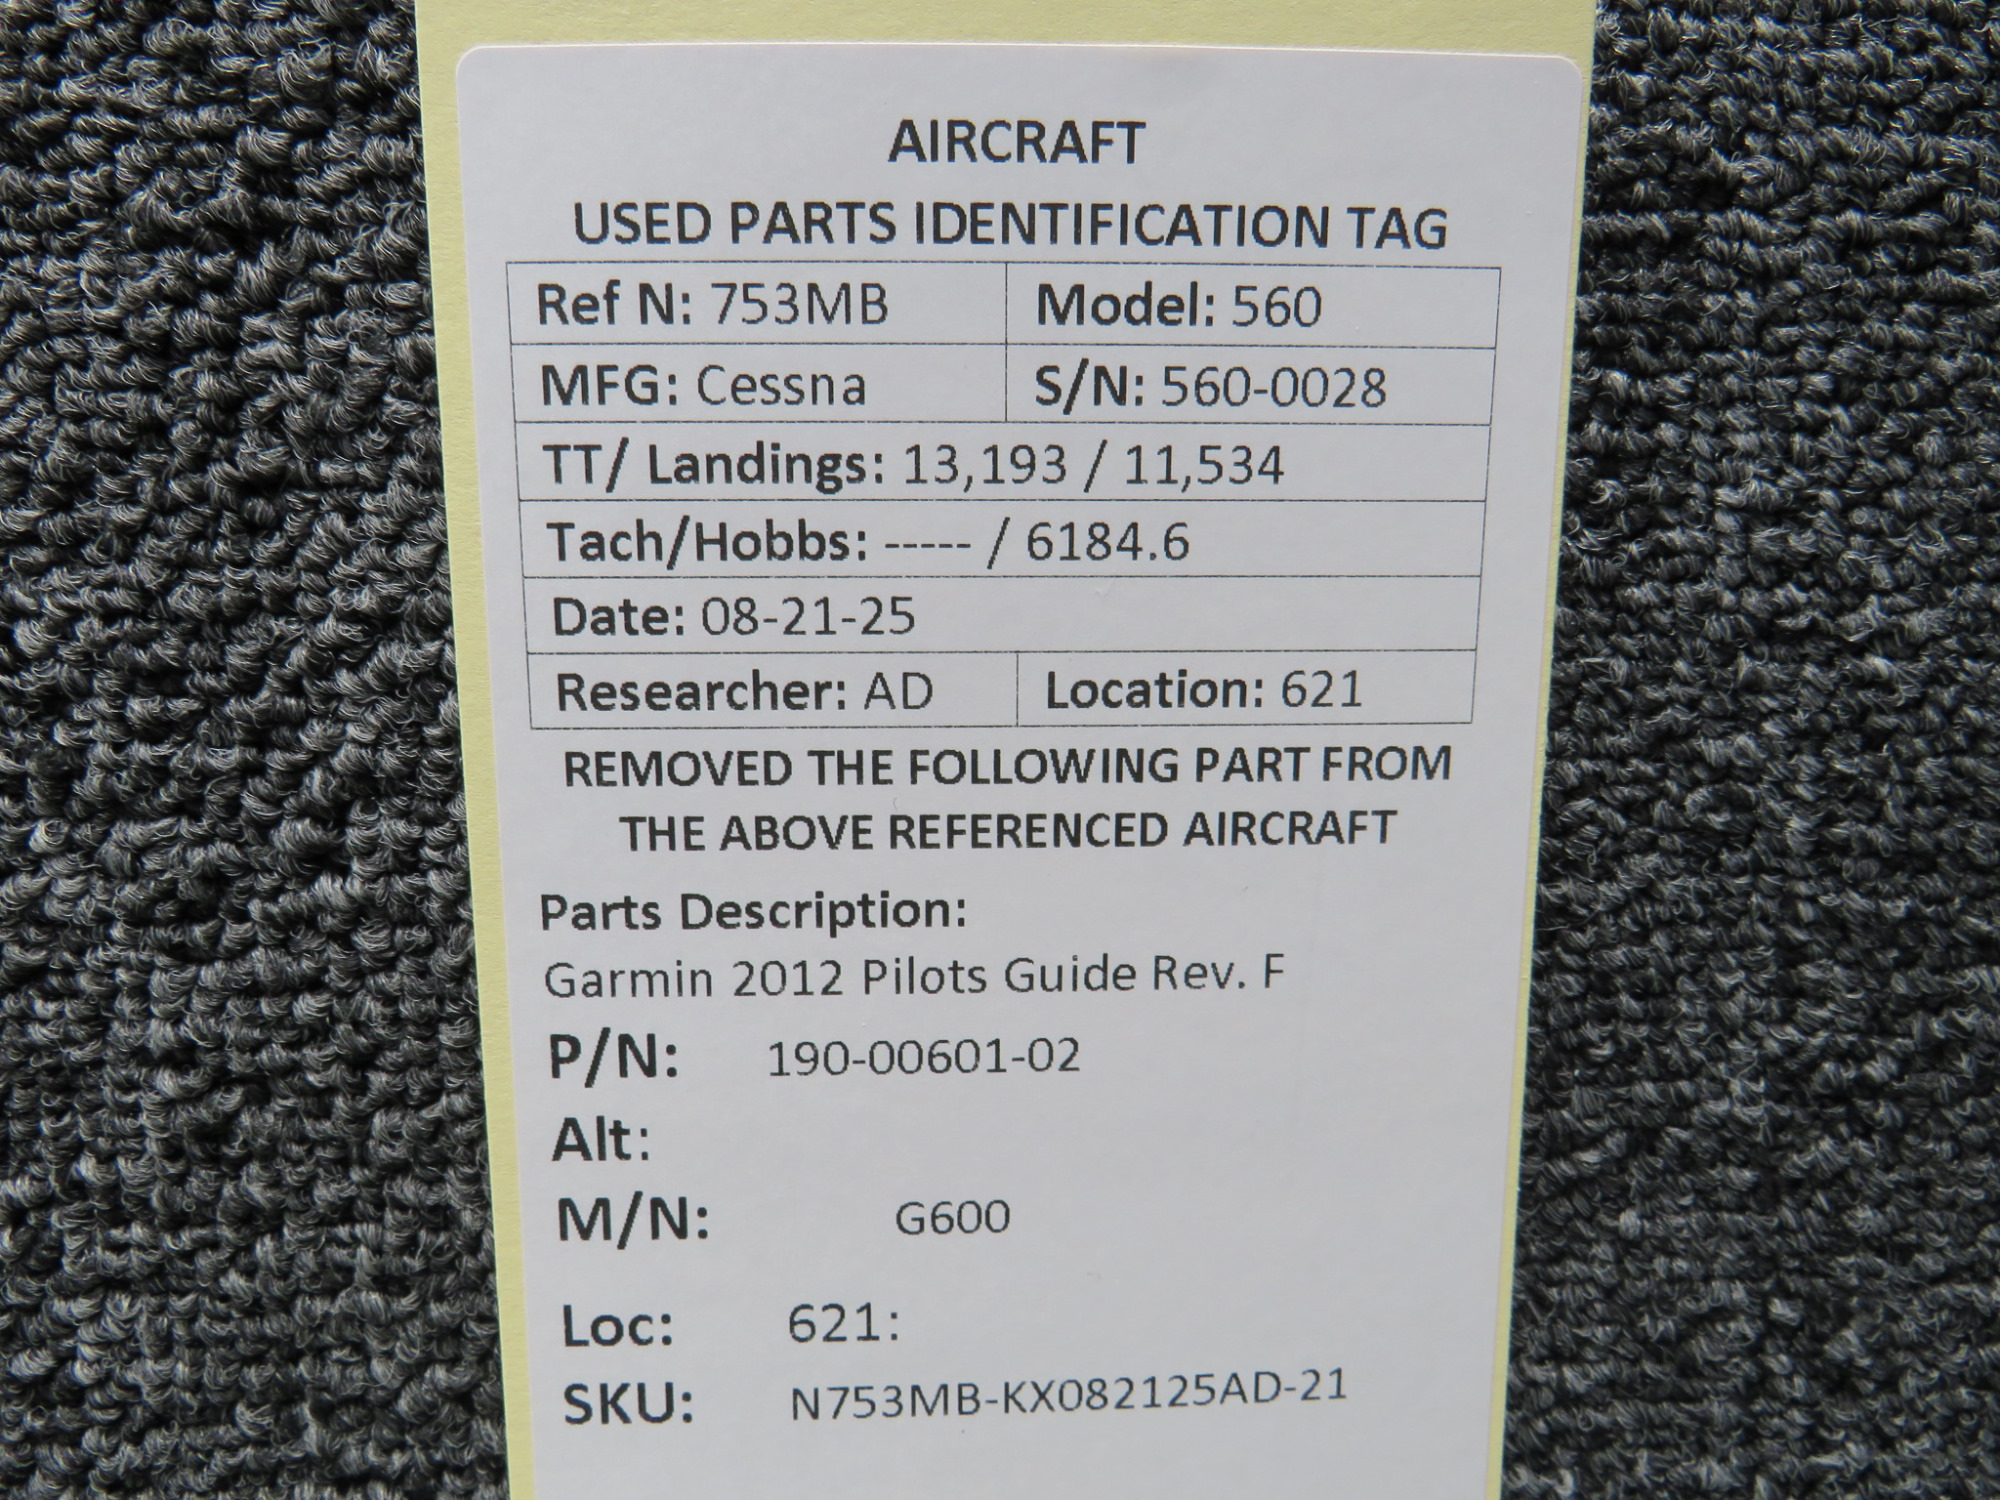 AIRCRAFT
USED PARTS IDENTIFICATION TAG
Ref N: 753MB Model: 560
MFG: Cessna S/N: 560-0028
TT/ Landings: 13,193 / 11,534
Tach/Hobbs: ----- / 6184.6
Date: 08-21-25
Researcher: AD Location: 621
REMOVED THE FOLLOWING PART FROM
THE ABOVE REFERENCED AIRCRAFT
Parts Description:
Garmin 2012 Pilots Guide Rev. F
P/N: 190-00601-02
Alt:
M/N: G600
Loc: 621:
SKU: N753MB-KX082125AD-21